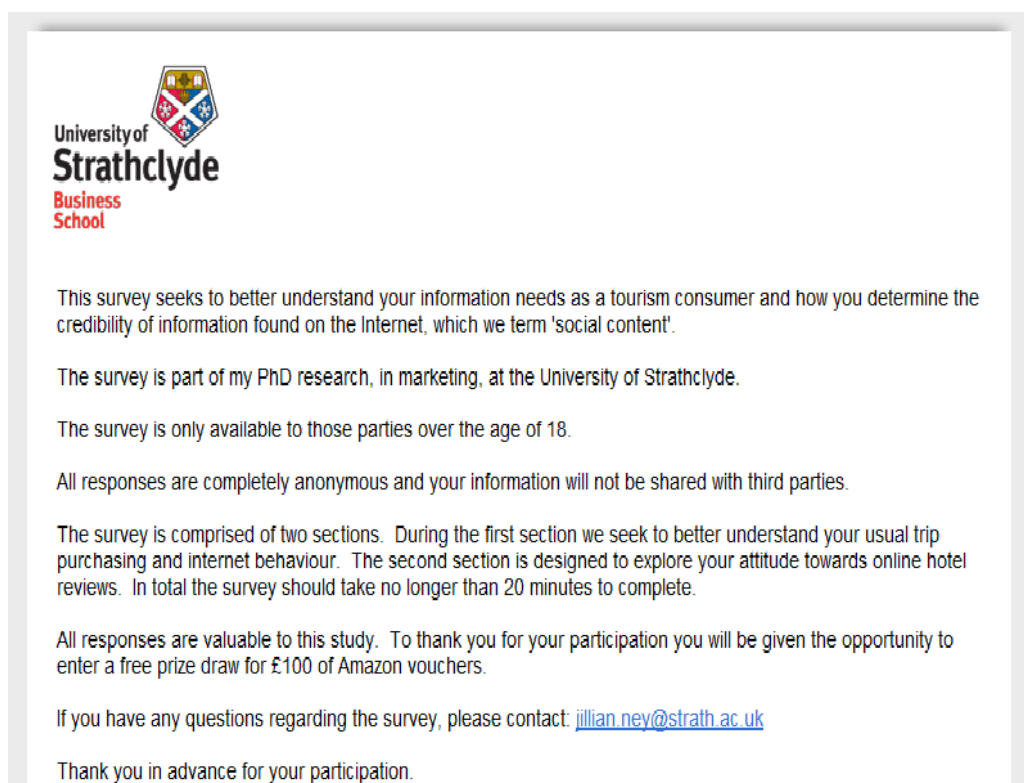 University of
Strathclyde
Business
School
This survey seeks to better understand your information needs as a tourism consumer and how you determine the
credibility of information found on the Internet, which we term 'social content'.
The survey is part of my PhD research, in marketing, at the University of Strathclyde.
The survey is only available to those parties over the age of 18.
All responses are completely anonymous and your information will not be shared with third parties.
The survey is comprised of two sections.  During the first section we seek to better understand your usual trip
purchasing and internet behaviour.  The second section is designed to explore your attitude towards online hotel
reviews.  In total the survey should take no longer than 20 minutes to complete.
All responses are valuable to this study.  To thank you for your participation you will be given the opportunity to
enter a free prize draw for £100 of Amazon vouchers.
If you have any questions regarding the survey, please contact: jillian.ney@strath.ac.uk
Thank you in advance for your participation.